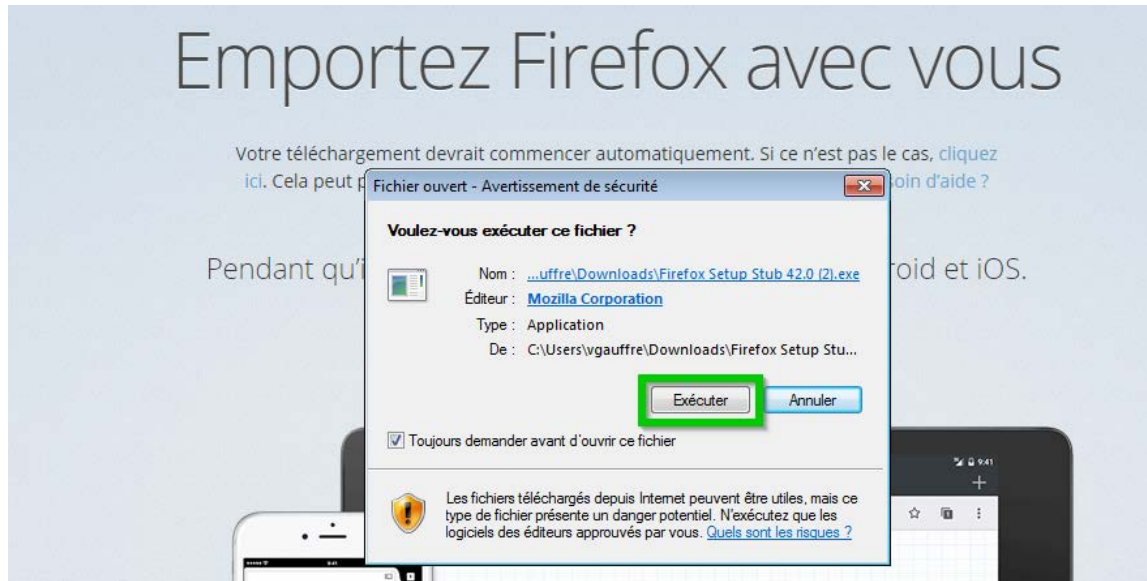 Emportez Firefox avec vous
Votre téléchargement devrait commencer automatiquement. Si ce n'est pas le cas, cliquez
ici. Cela peut p
oin d'aide ?
Fichier ouvert - Avertissement de sécurité
Voulez-vous exécuter ce fichier ?
Pendant qu'i
roid et iOS.
Nom : ...uffre\Downloads\Firefox Setup Stub 42.0 (2).exe
Éditeur : Mozilla Corporation
Type : Application
De : C:\Users\vgauffre\Downloads\Firefox Setup Stu...
Exécuter Annuler
Toujours demander avant d'ouvrir ce fichier
9:41
Les fichiers téléchargés depuis Internet peuvent être utiles, mais ce
type de fichier présente un danger potentiel. N'exécutez que les
logiciels des éditeurs approuvés par vous. Quels sont les risques ?
9:41